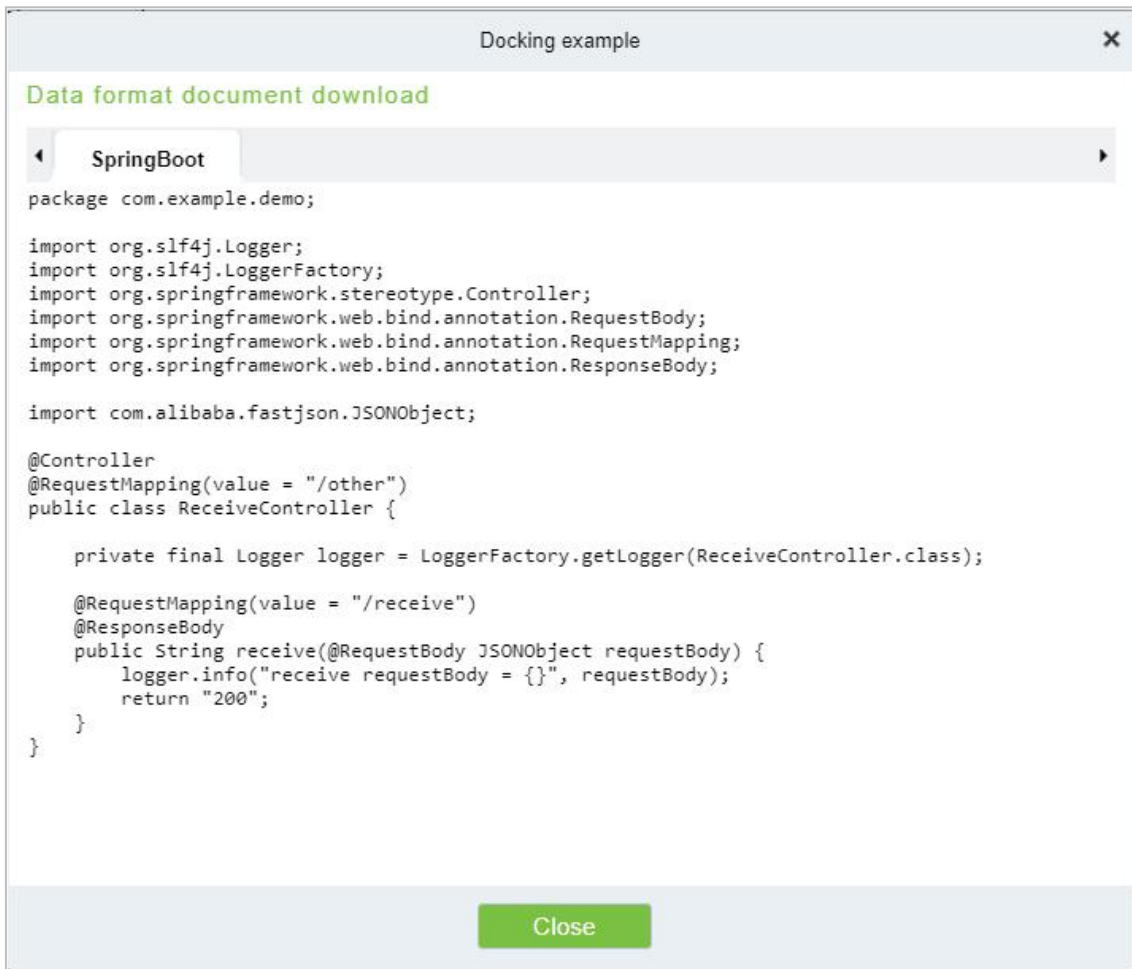 Docking example
Data format document download
SpringBoot
package com.example.demo;
import org.slf4j.Logger;
import org.slf4j.LoggerFactory;
import org.springframework.stereotype.Controller;
import org.springframework.web.bind.annotation.RequestBody;
import org.springframework.web.bind.annotation.RequestMapping;
import org.springframework.web.bind.annotation.ResponseBody;
import com.alibaba.fastjson.JSONObject;
@Controller
@RequestMapping(value = "/other")
public class ReceiveController {
    private final Logger logger = LoggerFactory.getLogger(ReceiveController.class);
    @RequestMapping(value = "/receive")
    @ResponseBody
    public String receive(@RequestBody JSONObject requestBody) {
        logger.info("receive requestBody = {}", requestBody);
        return "200";
    }
}
Close